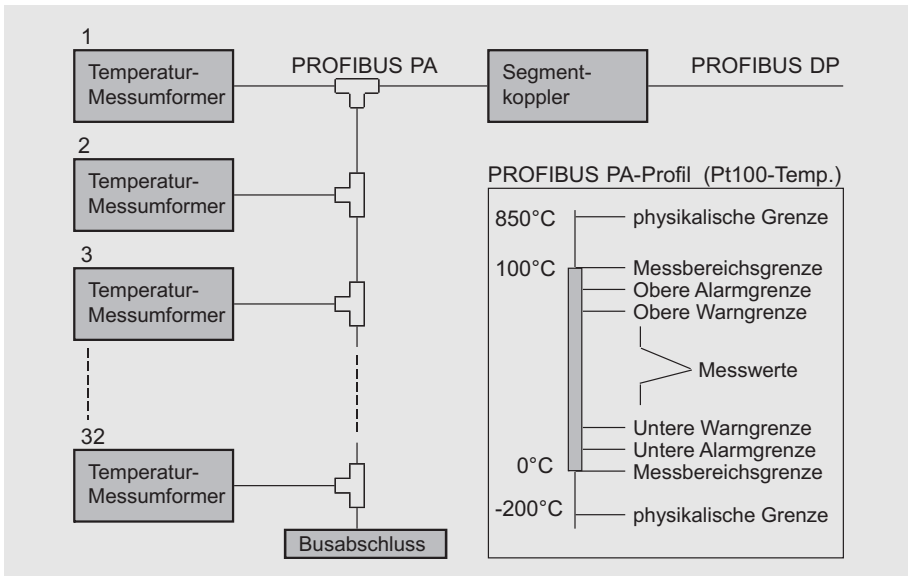 1
Temperatur-
Messumformer
PROFIBUS PA
Segment-
koppler
PROFIBUS DP
2
Temperatur-
Messumformer
3
Temperatur-
Messumformer
32
Temperatur-
Messumformer
Busabschluss
PROFIBUS PA-Profil (Pt100-Temp.)
850°C physikalische Grenze
100°C Messbereichsgrenze
Obere Alarmgrenze
Obere Warngrenze
Messwerte
Untere Warngrenze
Untere Alarmgrenze
0°C Messbereichsgrenze
-200°C physikalische Grenze